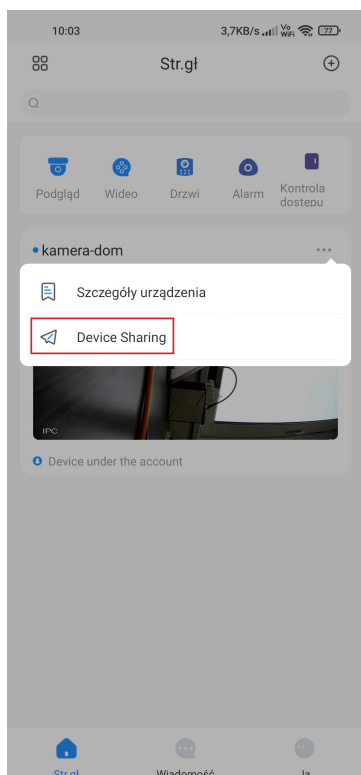 10:03 3,7KB/s Vo WiFi 77
Str.gł
Podgląd Wideo Drzwi Alarm Kontrola
dostępu
kamera-dom ...
Szczegóły urządzenia
Device Sharing
IPC
Device under the account
Str.gł Wiadomość Ja